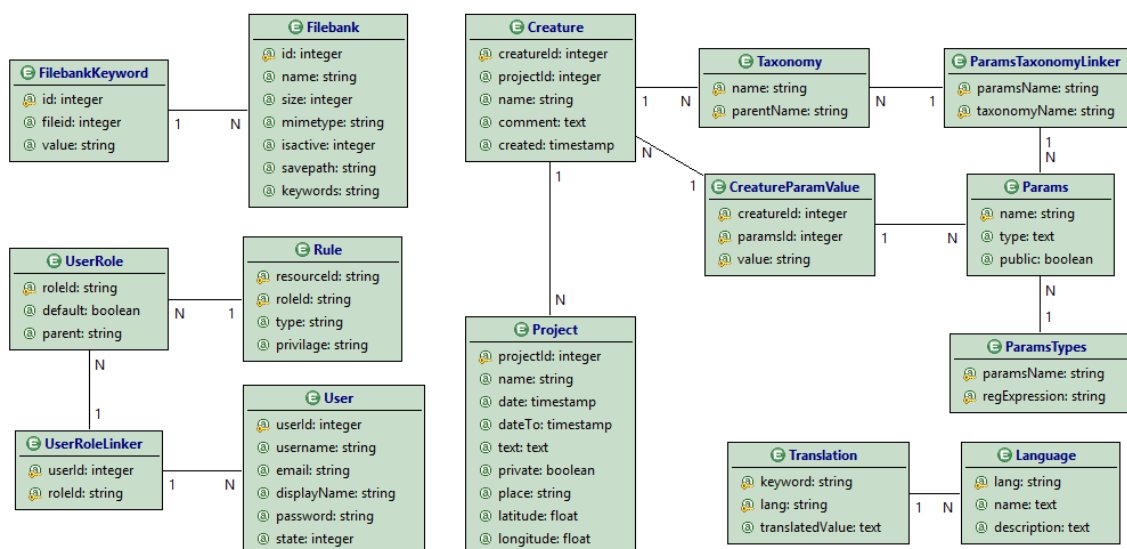 FilebankKeyword
id: integer
fileid: integer
value: string
1
N
Filebank
id: integer
name: string
size: integer
mimetype: string
isactive: integer
savepath: string
keywords: string
Creature
creatureId: integer
projectId: integer
name: string
comment: text
created: timestamp
1
N
Taxonomy
name: string
parentName: string
N
1
ParamsTaxonomyLinker
paramsName: string
taxonomyName: string
1
N
N
1
CreatureParamValue
creatureId: integer
paramsId: integer
value: string
1
N
Params
name: string
type: text
public: boolean
N
1
ParamsTypes
paramsName: string
regExpression: string
1
N
Project
projectId: integer
name: string
date: timestamp
dateTo: timestamp
text: text
private: boolean
place: string
latitude: float
longitude: float
UserRole
roleId: string
default: boolean
parent: string
N
1
Rule
resourceId: string
roleId: string
type: string
privilage: string
N
1
UserRoleLinker
userId: integer
roleId: string
1
N
User
userId: integer
username: string
email: string
displayName: string
password: string
state: integer
Translation
keyword: string
lang: string
translatedValue: text
1
N
Language
lang: string
name: text
description: text